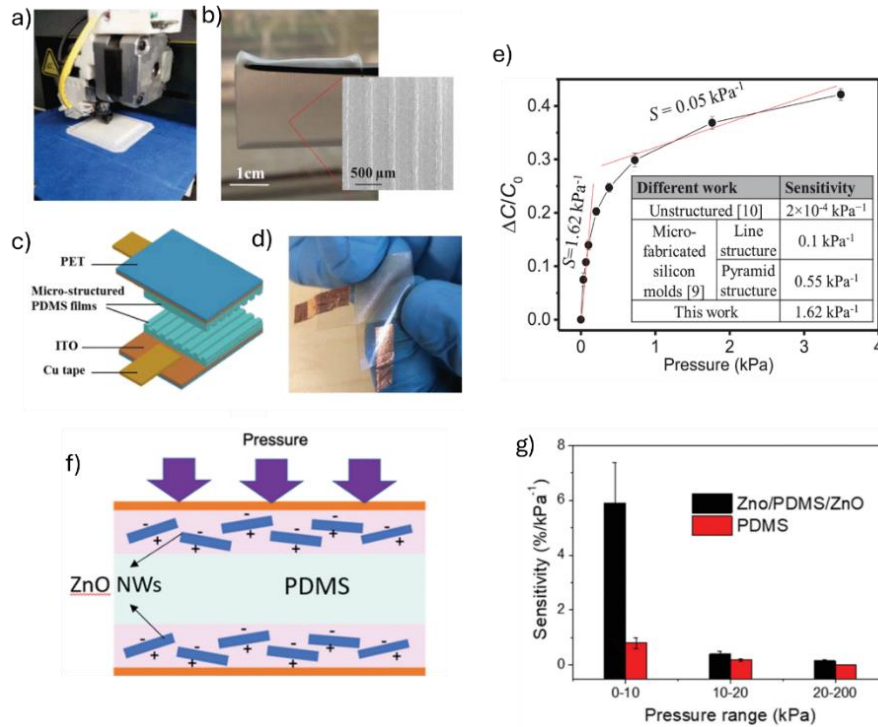 a)
b)
1cm
500 µm
c)
PET
Micro-structured
PDMS films
ITO
Cu tape
d)
e)
ΔC/C₀
0.4
0.3
0.2
0.1
0.0
S = 0.05 kPa⁻¹
S=1.62 kPa⁻¹
Different work Sensitivity
Unstructured [10] 2×10⁻⁴ kPa⁻¹
Micro-
fabricated
silicon
molds [9]
Line
structure
0.1 kPa⁻¹
Pyramid
structure
0.55 kPa⁻¹
This work 1.62 kPa⁻¹
0 1 2 3 4
Pressure (kPa)
f)
Pressure
- - - - -
+ + + + +
ZnO NWs
PDMS
- - - - -
+ + + + +
g)
Sensitivity (%/kPa⁻¹)
8
6
4
2
0
Zno/PDMS/ZnO
PDMS
0-10 10-20 20-200
Pressure range (kPa)